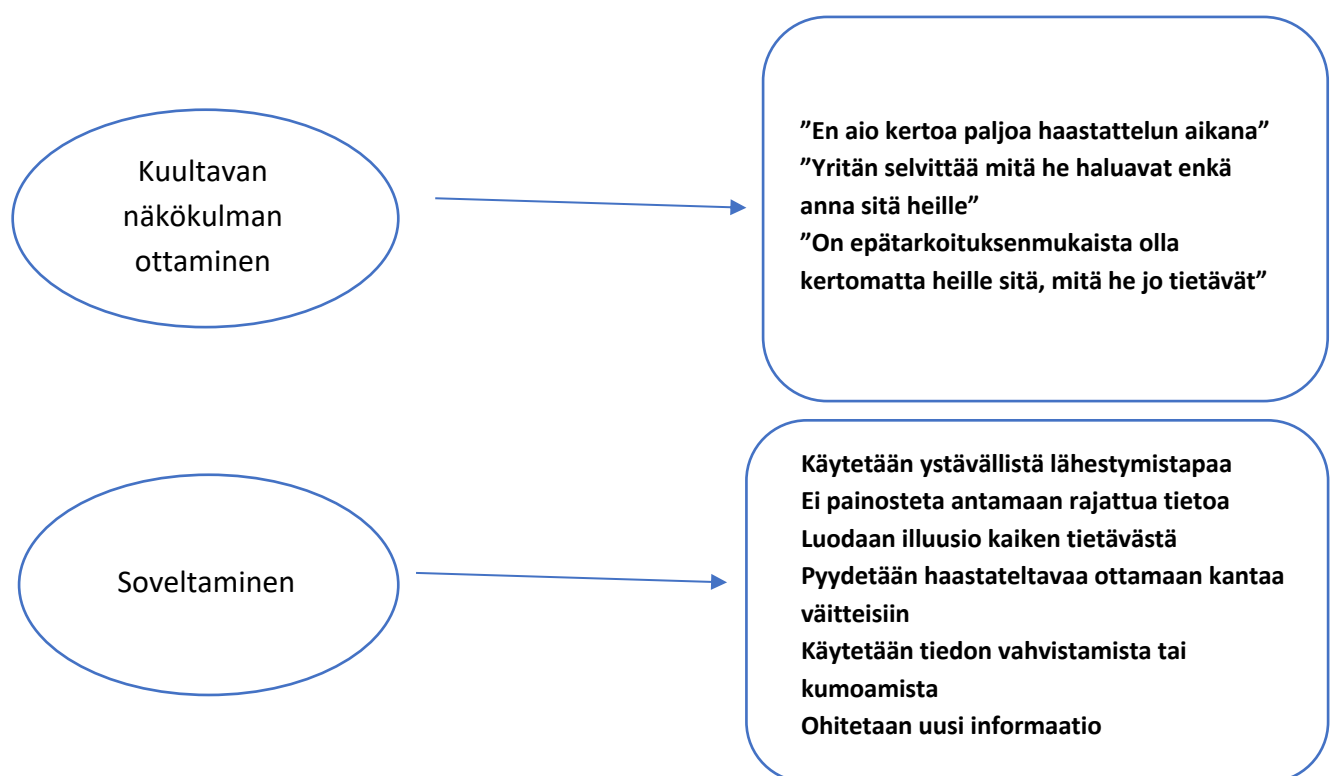 Kuultavan
näkökulman
ottaminen
”En aio kertoa paljoa haastattelun aikana”
”Yritän selvittää mitä he haluavat enkä
anna sitä heille”
”On epätarkoituksenmukaista olla
kertomatta heille sitä, mitä he jo tietävät”
Soveltaminen
Käytetään ystävällistä lähestymistapaa
Ei painosteta antamaan rajattua tietoa
Luodaan illuusio kaiken tietävästä
Pyydetään haastateltavaa ottamaan kantaa
väitteisiin
Käytetään tiedon vahvistamista tai
kumoamista
Ohitetaan uusi informaatio